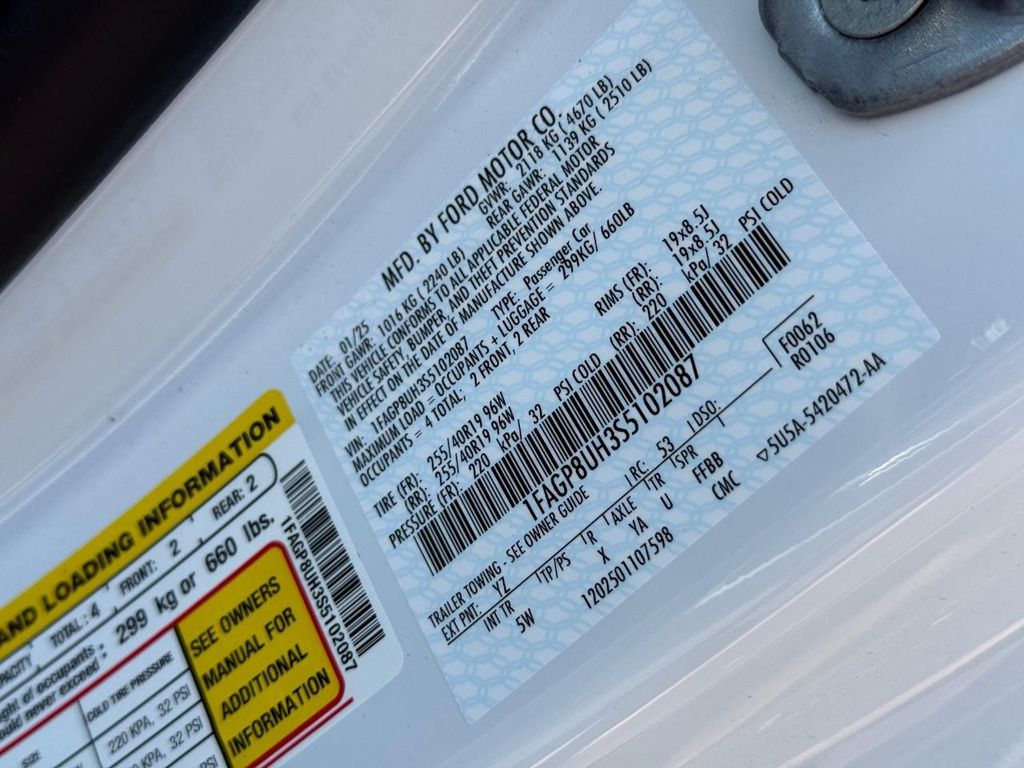 MFD. BY FORD MOTOR CO.
DATE: 01/25 GVWR: 2118 KG ( 4670 LB)
FRONT GAWR: 1016 KG ( 2240 LB) REAR GAWR: 1139 KG ( 2510 LB)
THIS VEHICLE CONFORMS TO ALL APPLICABLE FEDERAL MOTOR
VEHICLE SAFETY, BUMPER, AND THEFT PREVENTION STANDARDS
IN EFFECT ON THE DATE OF MANUFACTURE SHOWN ABOVE.
VIN: 1FAGP8UH3S5102087 TYPE: Passenger Car
MAXIMUM LOAD = OCCUPANTS + LUGGAGE = 299KG/ 660LB
OCCUPANTS = 4 TOTAL, 2 FRONT, 2 REAR
TIRE (FR): 255/40R19 96W RIMS (FR): 19x8.5J
(RR): 255/40R19 96W (RR): 19x8.5J
PRESSURE (FR): 220 kPa/ 32 PSI COLD (RR): 220 kPa/ 32 PSI COLD
1FAGP8UH3S5102087
TRAILER TOWING - SEE OWNER GUIDE
F0062
EXT PNT: YZ RC: 53 DSO: R0106
INT TR TP/PS R AXLE TR SPR
5W X YA U FFBB
1202501107598 CMC ▽5U5A-5420472-AA
AND LOADING INFORMATION
TOTAL: 4 FRONT: 2 REAR: 2
299 kg or 660 lbs.
COLD TIRE PRESSURE
220 KPA, 32 PSI
KPA, 32 PSI
PSI
SEE OWNERS
MANUAL FOR
ADDITIONAL
INFORMATION
1FAGP8UH3S5102087